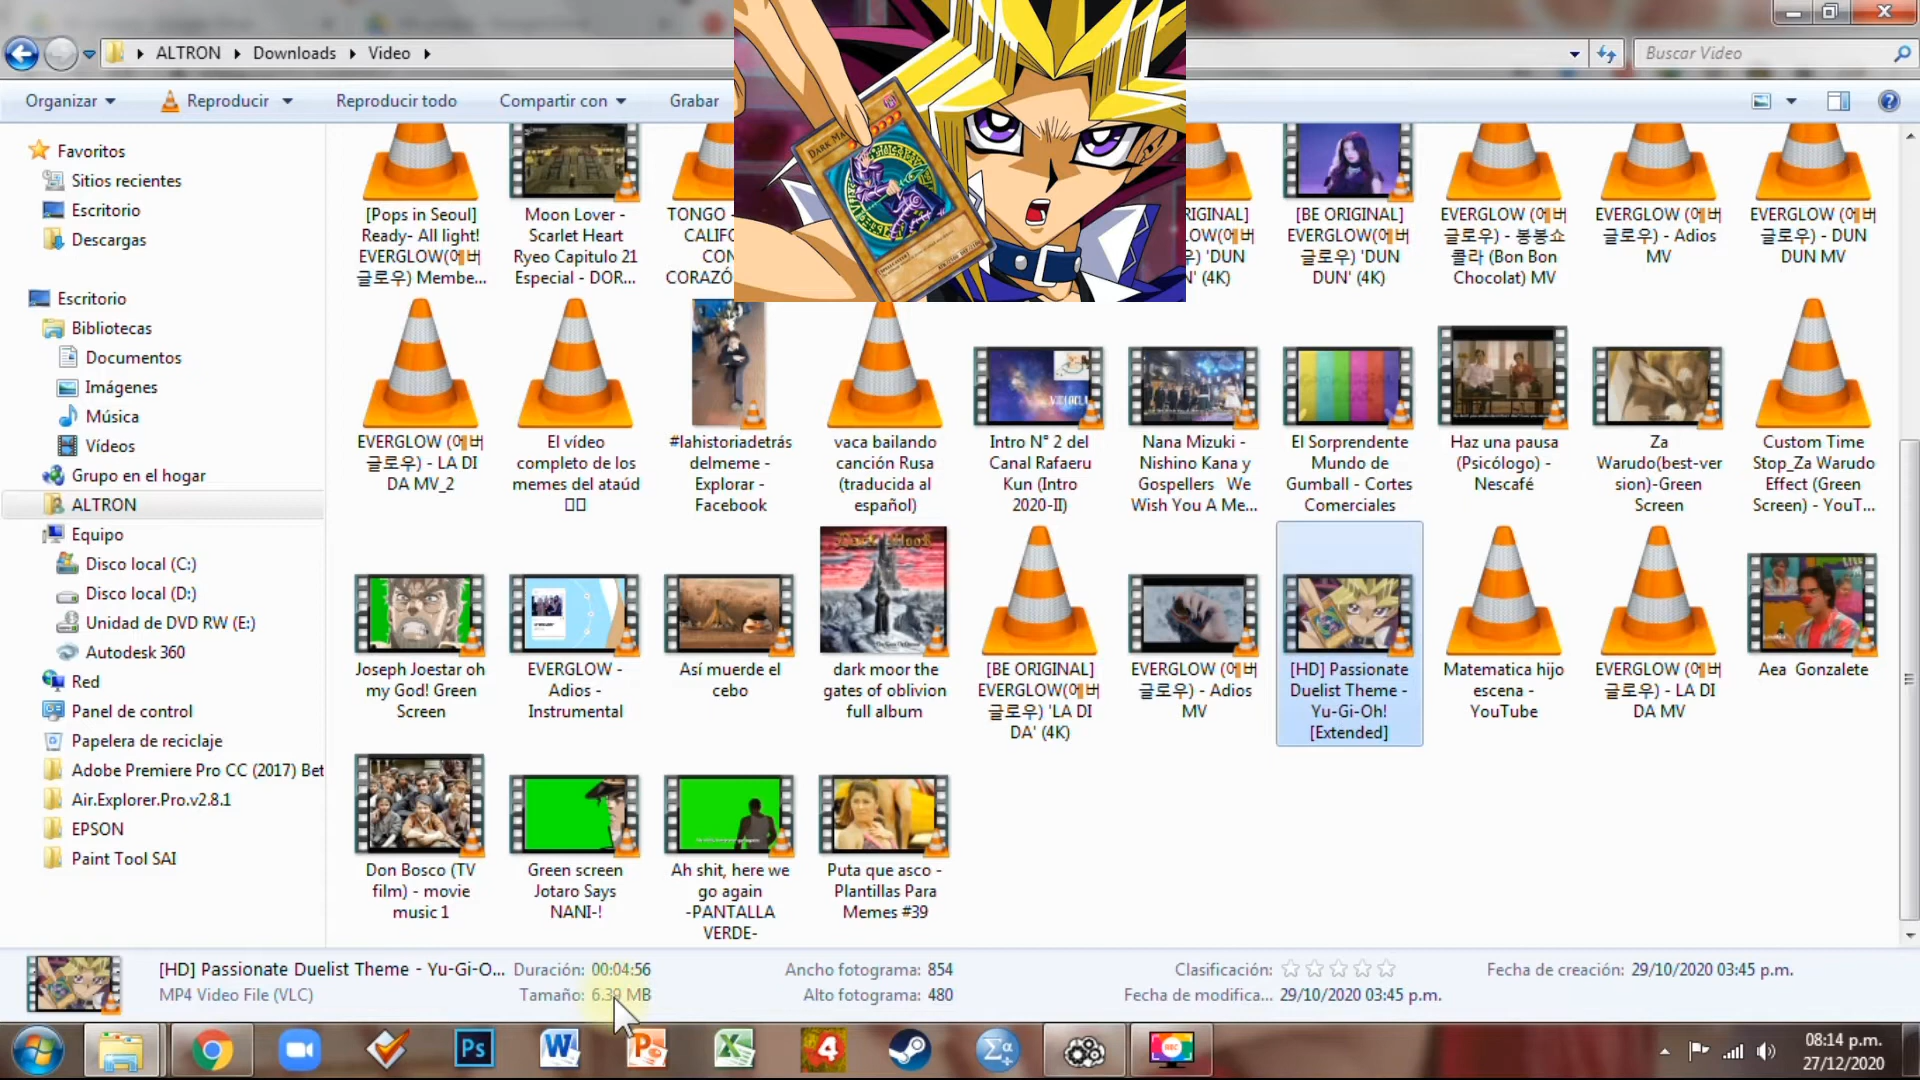 ALTRON
Downloads
Video
Buscar Video
Organizar
Reproducir
Reproducir todo
Compartir con
Grabar
Favoritos
Sitios recientes
Escritorio
Descargas
Escritorio
Bibliotecas
Documentos
Imágenes
Música
Vídeos
Grupo en el hogar
ALTRON
Equipo
Disco local (C:)
Disco local (D:)
Unidad de DVD RW (E:)
Autodesk 360
Red
Panel de control
Papelera de reciclaje
Adobe Premiere Pro CC (2017) Bet
Air.Explorer.Pro.v2.8.1
EPSON
Paint Tool SAI
[Pops in Seoul]
Ready- All light!
EVERGLOW(에버
글로우) Membe...
Moon Lover -
Scarlet Heart
Ryeo Capitulo 21
Especial - DOR...
TONGO -
CALIFC
CON
CORAZÓ
DARK MA
RIGINAL]
LOW(에버
') 'DUN
N' (4K)
[BE ORIGINAL]
EVERGLOW(에버
글로우) 'DUN
DUN' (4K)
EVERGLOW (에버
글로우) - 봉봉쇼
콜라 (Bon Bon
Chocolat) MV
EVERGLOW (에버
글로우) - Adios
MV
EVERGLOW (에버
글로우) - DUN
DUN MV
EVERGLOW (에버
글로우) - LA DI
DA MV_2
El vídeo
completo de los
memes del ataúd
#lahistoriadetrás
delmeme -
Explorar -
Facebook
vaca bailando
canción Rusa
(traducida al
español)
Intro N° 2 del
Canal Rafaeru
Kun (Intro
2020-II)
Nana Mizuki -
Nishino Kana y
Gospellers We
Wish You A Me...
El Sorprendente
Mundo de
Gumball - Cortes
Comerciales
Haz una pausa
(Psicólogo) -
Nescafé
Za
Warudo(best-ver
sion)-Green
Screen
Custom Time
Stop_Za Warudo
Effect (Green
Screen) - YouT...
Joseph Joestar oh
my God! Green
Screen
EVERGLOW -
Adios -
Instrumental
Así muerde el
cebo
dark moor the
gates of oblivion
full album
[BE ORIGINAL]
EVERGLOW(에버
글로우) 'LA DI
DA' (4K)
EVERGLOW (에버
글로우) - Adios
MV
[HD] Passionate
Duelist Theme -
Yu-Gi-Oh!
[Extended]
Matematica hijo
escena -
YouTube
EVERGLOW (에버
글로우) - LA DI
DA MV
Aea Gonzalete
Don Bosco (TV
film) - movie
music 1
Green screen
Jotaro Says
NANI-!
Ah shit, here we
go again
-PANTALLA
VERDE-
Puta que asco -
Plantillas Para
Memes #39
[HD] Passionate Duelist Theme - Yu-Gi-O...
MP4 Video File (VLC)
Duración: 00:04:56
Tamaño: 6.39 MB
Ancho fotograma: 854
Alto fotograma: 480
Clasificación:
Fecha de modifica... 29/10/2020 03:45 p.m.
Fecha de creación: 29/10/2020 03:45 p.m.
Ps
W
P
X
4
REC
08:14 p.m.
27/12/2020